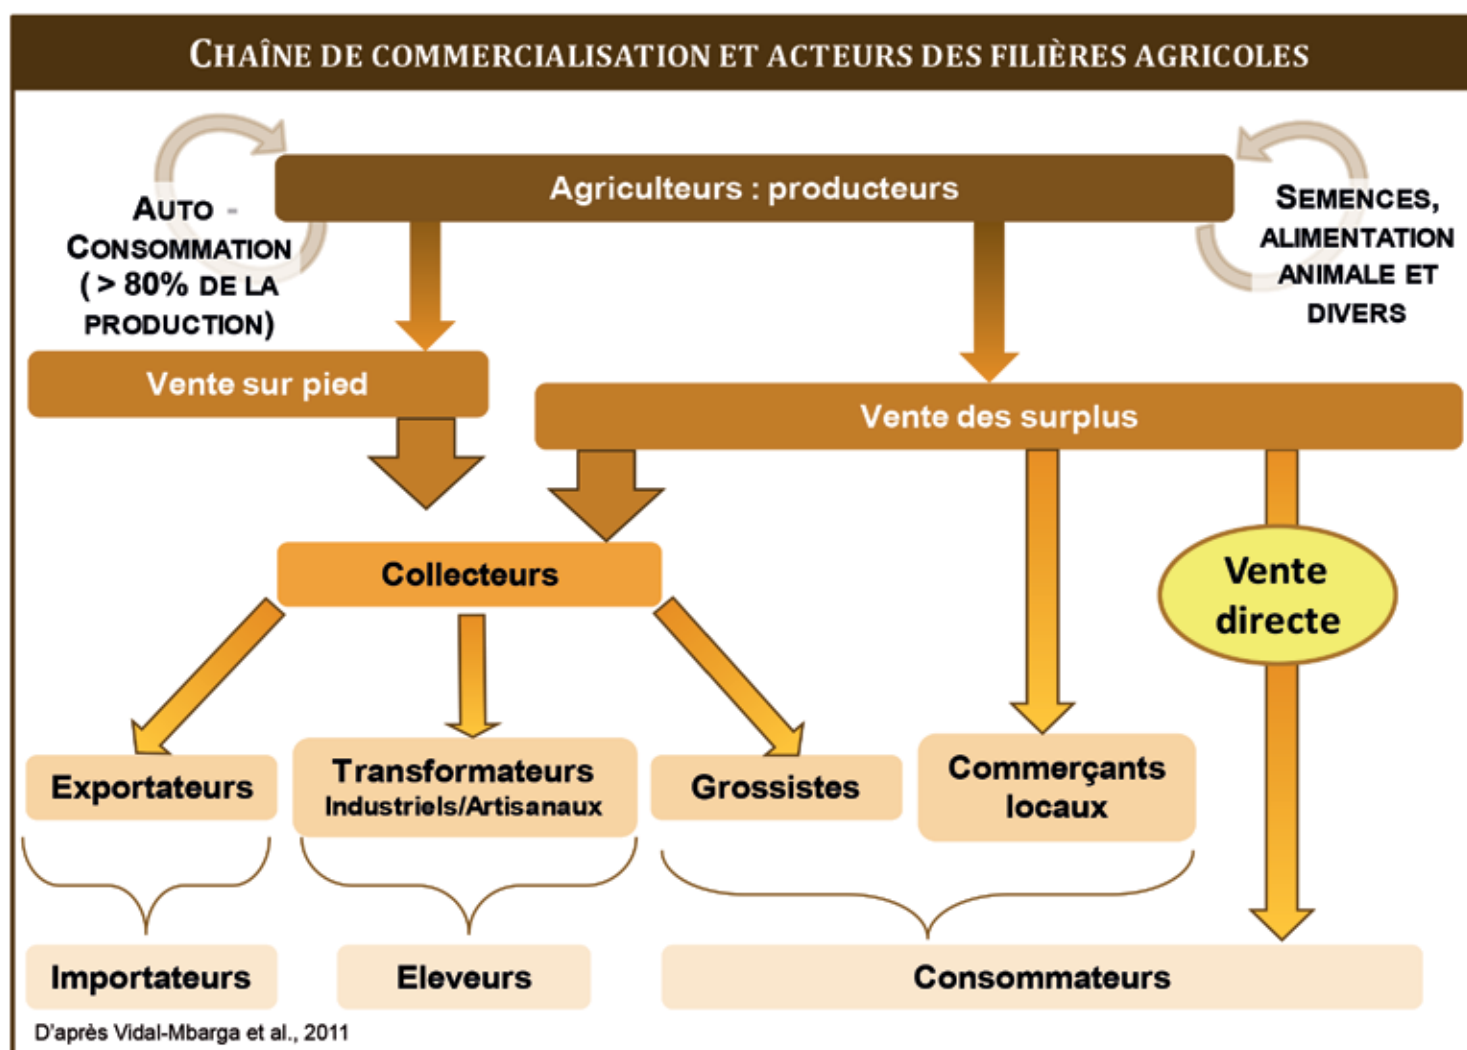 CHAÎNE DE COMMERCIALISATION ET ACTEURS DES FILIÈRES AGRICOLES
Agriculteurs : producteurs
AUTO -
CONSOMMATION
( > 80% DE LA
PRODUCTION)
SEMENCES,
ALIMENTATION
ANIMALE ET
DIVERS
Vente sur pied
Vente des surplus
Collecteurs
Vente
directe
Exportateurs
Transformateurs
Industriels/Artisanaux
Grossistes
Commerçants
locaux
Importateurs
Eleveurs
Consommateurs
D'après Vidal-Mbarga et al., 2011